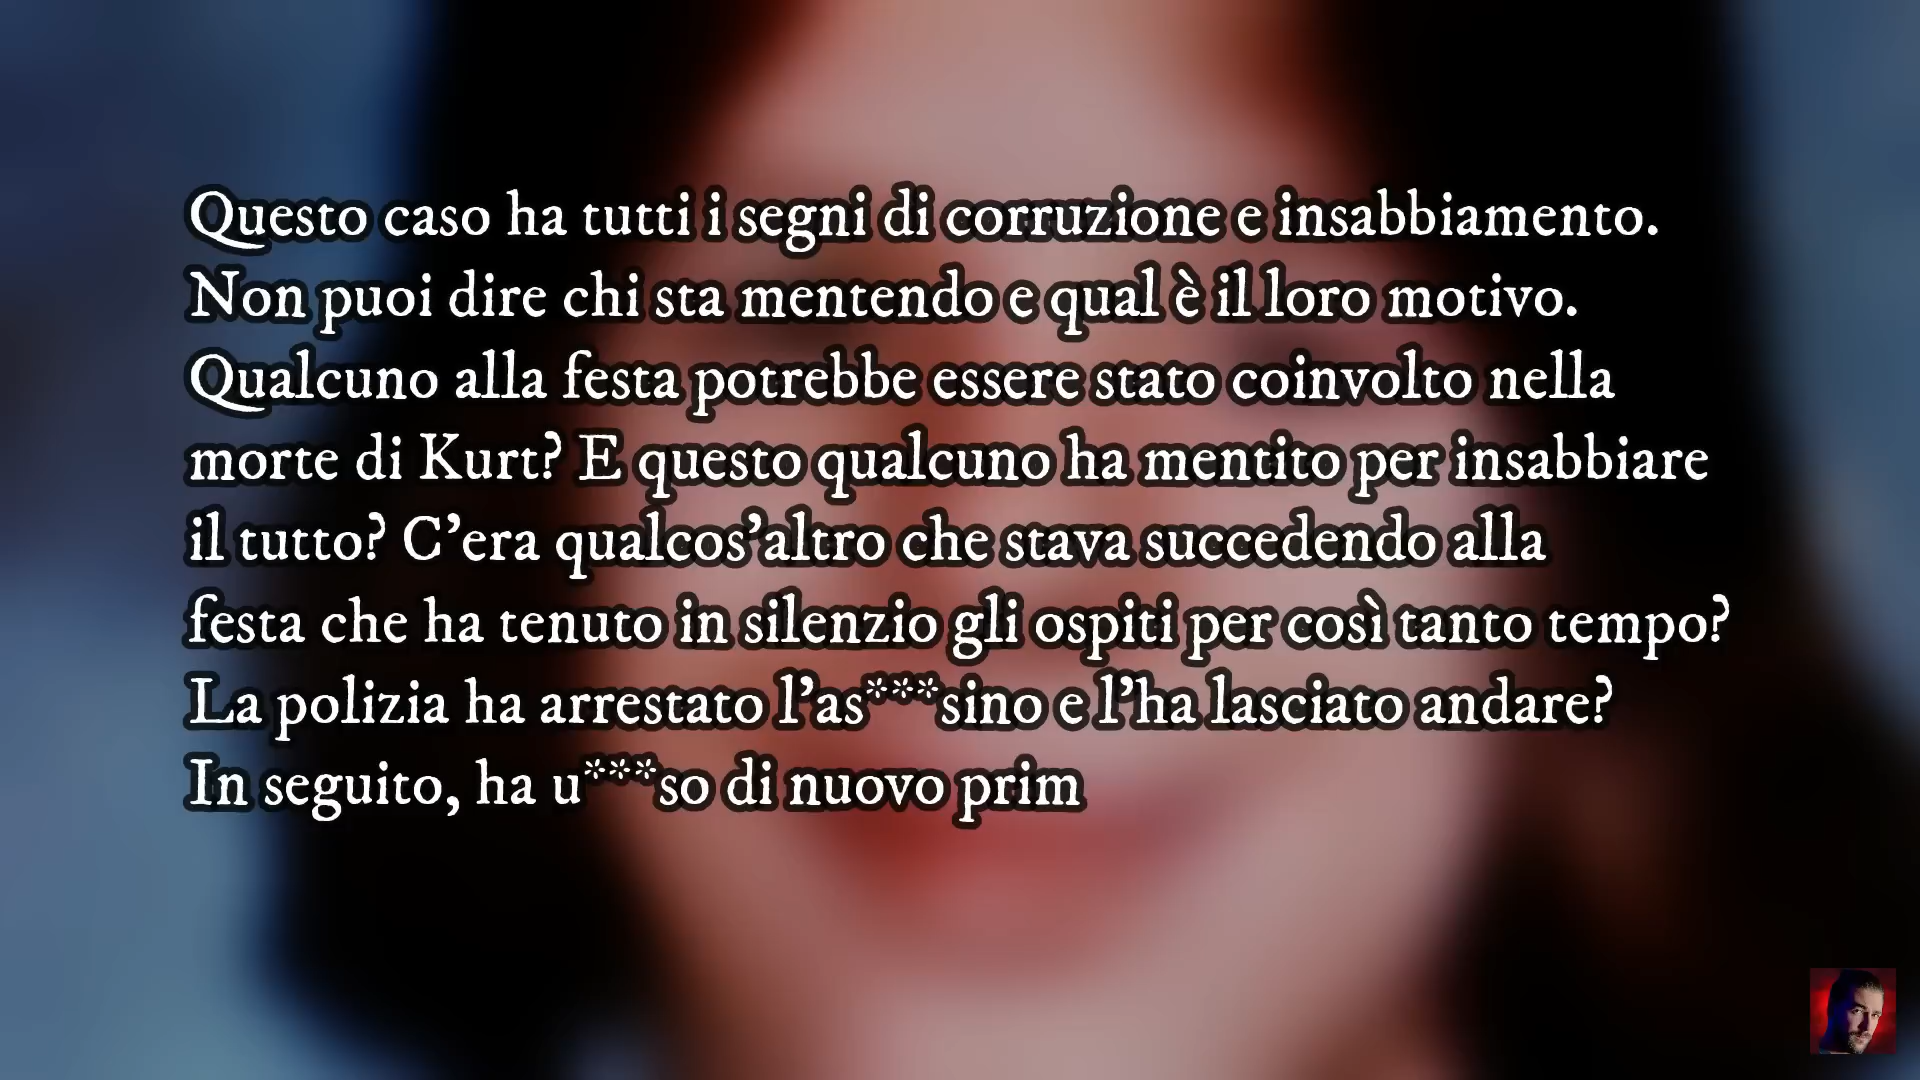 Questo caso ha tutti i segni di corruzione e insabbiamento.
Non puoi dire chi sta mentendo e qual è il loro motivo.
Qualcuno alla festa potrebbe essere stato coinvolto nella
morte di Kurt? E questo qualcuno ha mentito per insabbiare
il tutto? C’era qualcos’altro che stava succedendo alla
festa che ha tenuto in silenzio gli ospiti per così tanto tempo?
La polizia ha arrestato l’as***sino e l’ha lasciato andare?
In seguito, ha u***so di nuovo prim